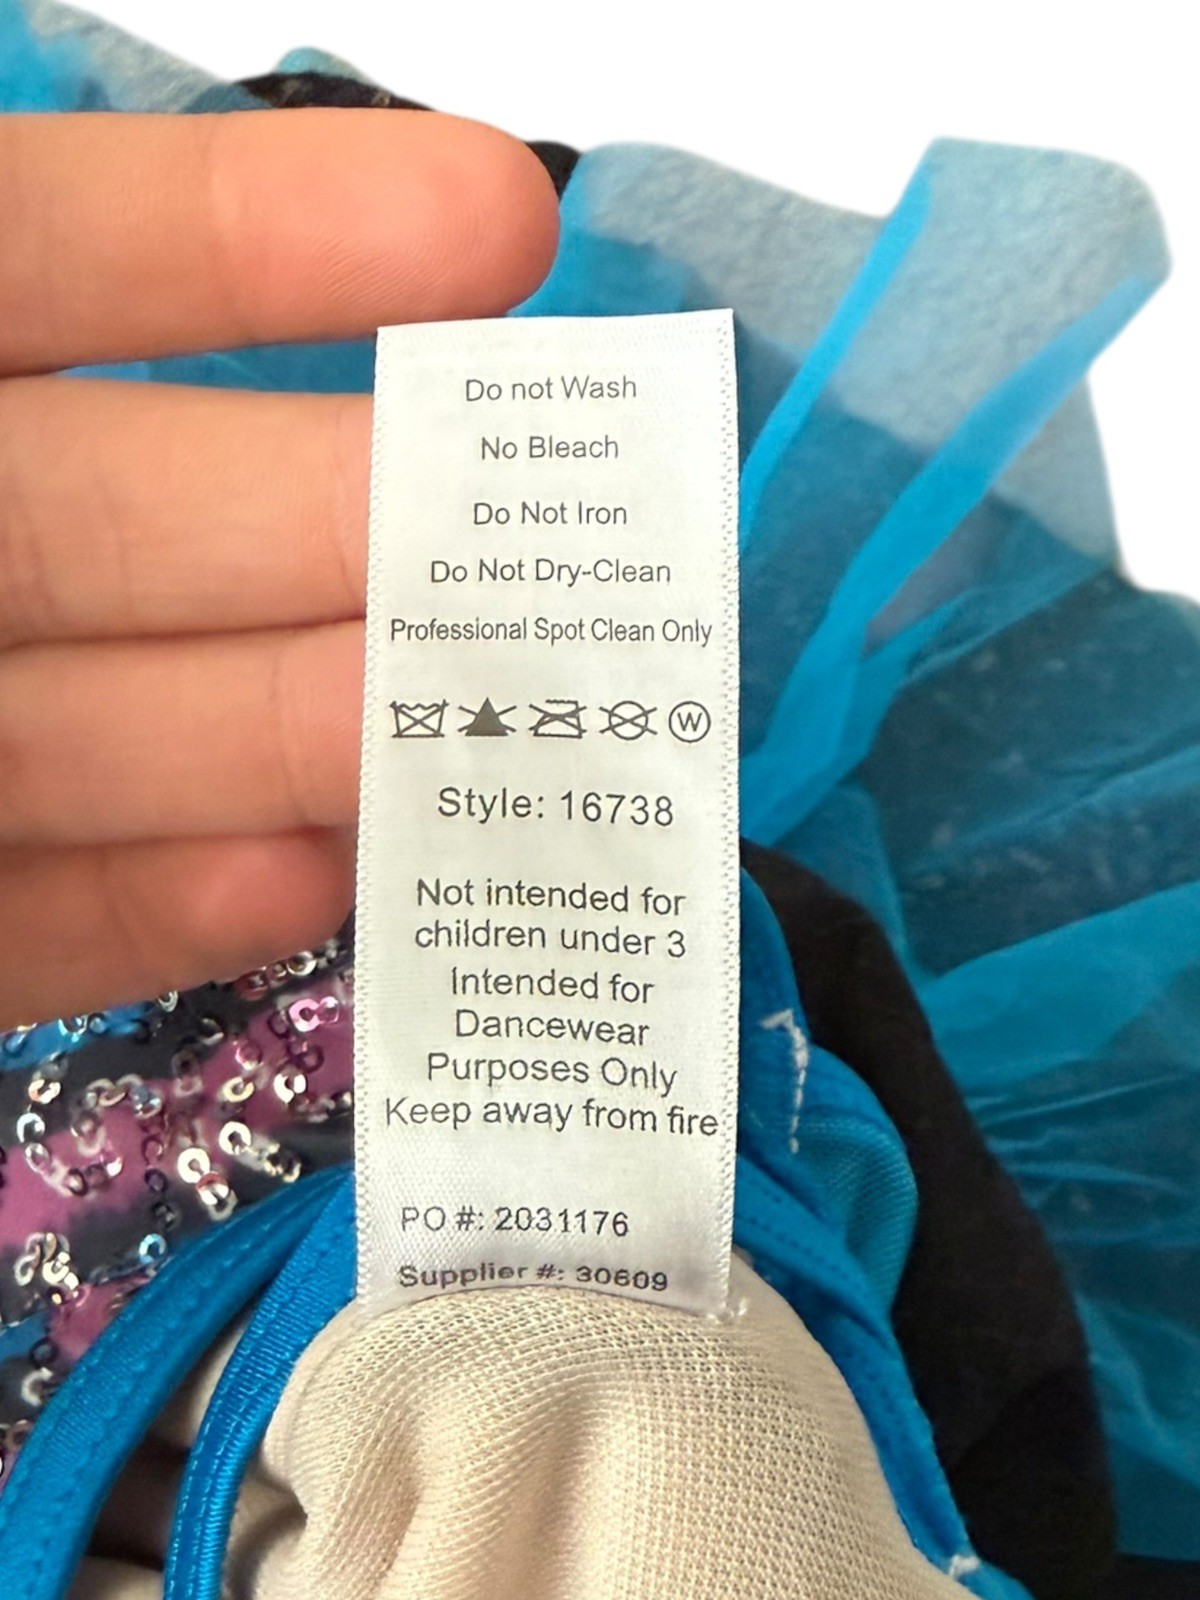 Do not Wash
No Bleach
Do Not Iron
Do Not Dry-Clean
Professional Spot Clean Only
W
Style: 16738
Not intended for
children under 3
Intended for
Dancewear
Purposes Only
Keep away from fire
PO #: 2031176
Supplier #: 30609